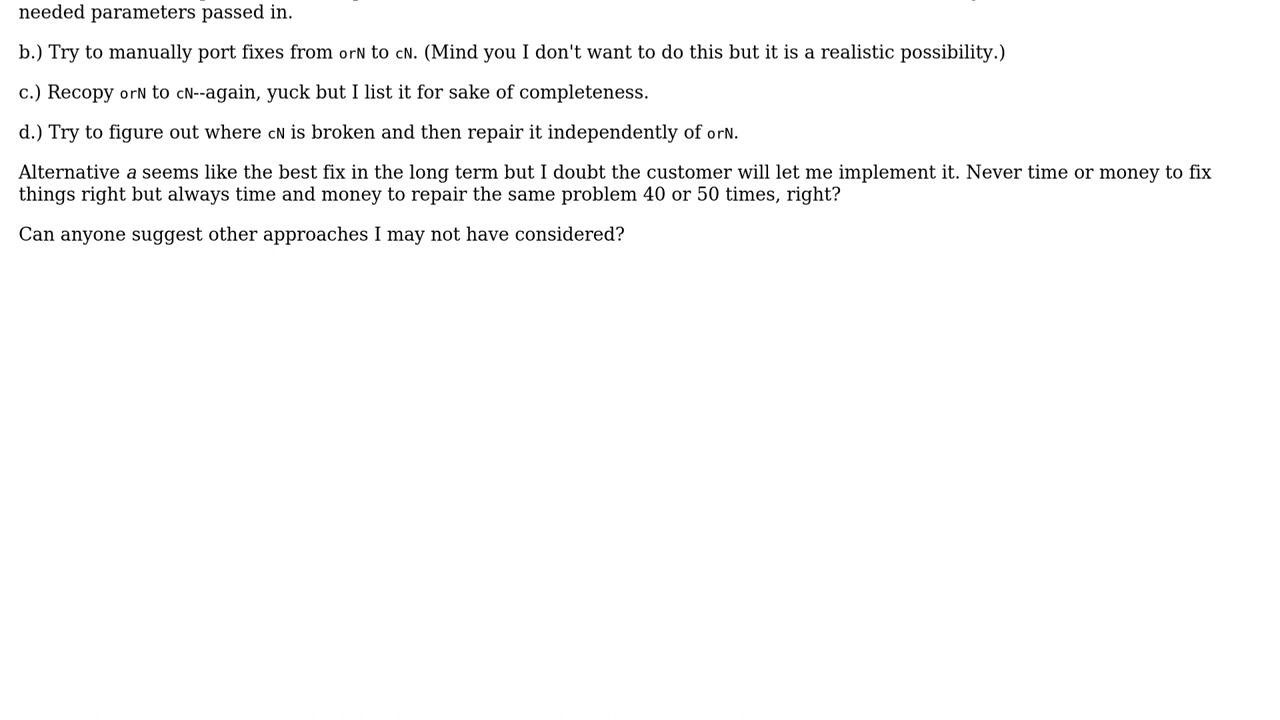 needed parameters passed in.
b.) Try to manually port fixes from orN to cN. (Mind you I don't want to do this but it is a realistic possibility.)
c.) Recopy orN to cN--again, yuck but I list it for sake of completeness.
d.) Try to figure out where cN is broken and then repair it independently of orN.
Alternative a seems like the best fix in the long term but I doubt the customer will let me implement it. Never time or money to fix
things right but always time and money to repair the same problem 40 or 50 times, right?
Can anyone suggest other approaches I may not have considered?